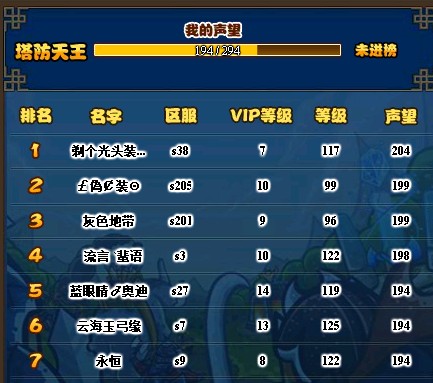 我的声望
塔防天王 194/294 未进榜
排名 名字 区服 VIP等级 等级 声望
1 剃个光头装... s38 7 117 204
2 £偽￠装⊙ s205 10 99 199
3 灰色地带 s201 9 96 199
4 流言 蜚语 s3 10 122 198
5 蓝眼睛♂奥迪 s27 14 119 194
6 云海玉弓缘 s7 13 125 194
7 永恒 s9 8 122 194